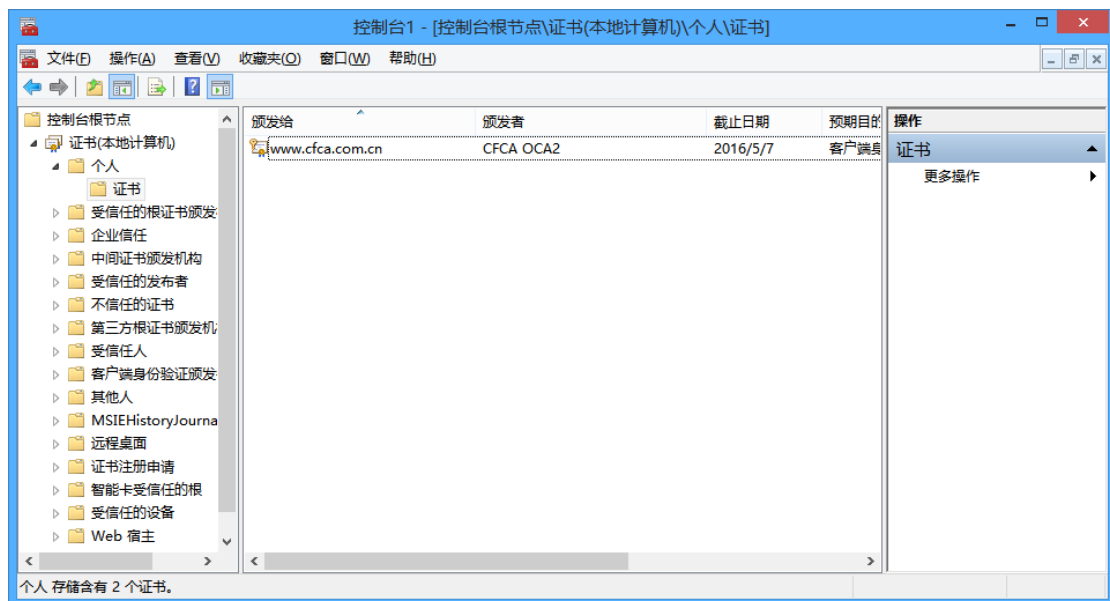 控制台1 - [控制台根节点\证书(本地计算机)\个人\证书]
文件(F) 操作(A) 查看(V) 收藏夹(O) 窗口(W) 帮助(H)
控制台根节点
证书(本地计算机)
个人
证书
受信任的根证书颁发
企业信任
中间证书颁发机构
受信任的发布者
不信任的证书
第三方根证书颁发机
受信任人
客户端身份验证颁发
其他人
MSIEHistoryJourna
远程桌面
证书注册申请
智能卡受信任的根
受信任的设备
Web 宿主
颁发给 颁发者 截止日期 预期目的
www.cfca.com.cn CFCA OCA2 2016/5/7 客户端身
操作
证书
更多操作
个人 存储含有 2 个证书。